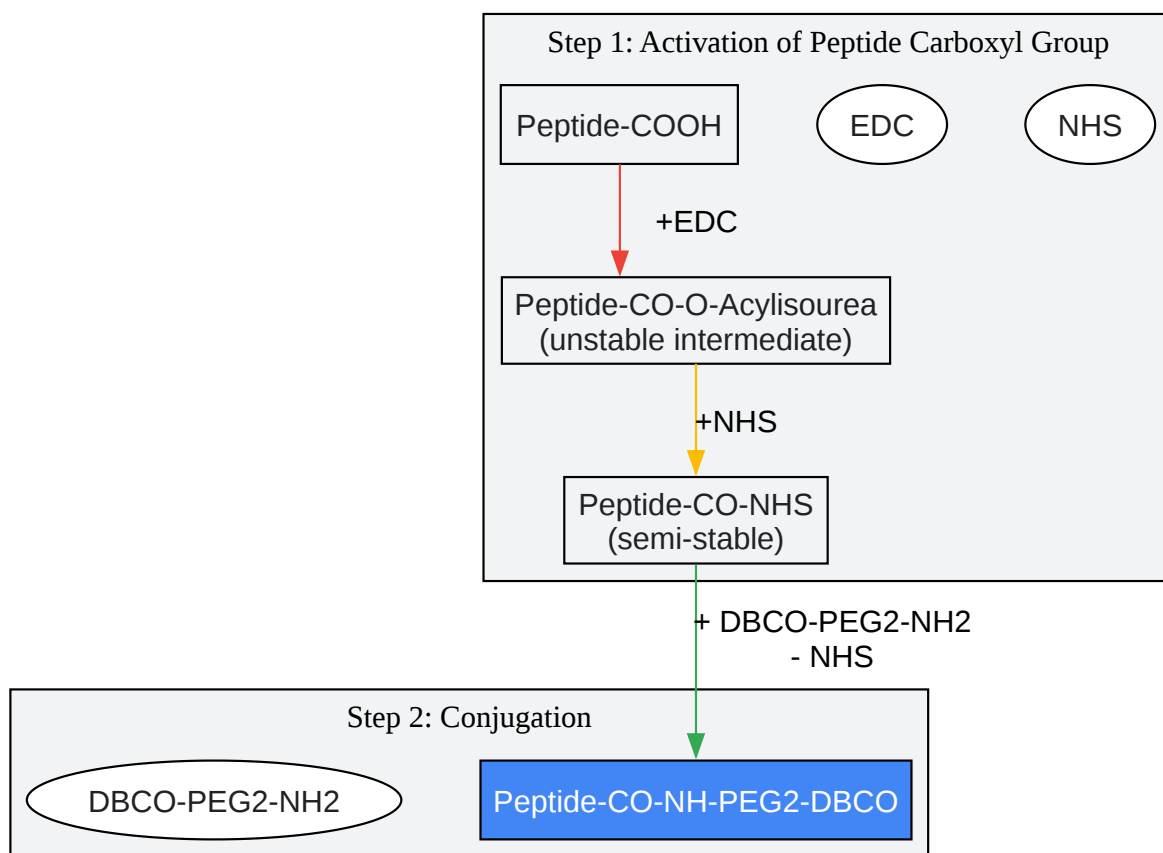 Step 1: Activation of Peptide Carboxyl Group
Peptide-COOH
EDC
NHS
+EDC
Peptide-CO-O-Acylisourea
(unstable intermediate)
+NHS
Peptide-CO-NHS
(semi-stable)
+ DBCO-PEG2-NH2
- NHS
Step 2: Conjugation
DBCO-PEG2-NH2
Peptide-CO-NH-PEG2-DBCO